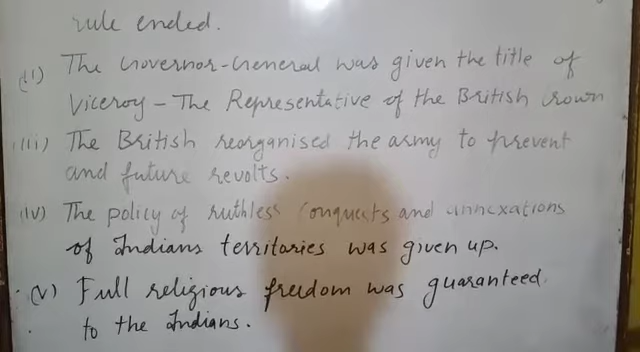 rule ended.
(ii) The Governor-General was given the title of
Viceroy - The Representative of the British Crown
(iii) The British reorganised the army to prevent
and future revolts.
(iv) The policy of ruthless Conquests and annexations
of Indians territories was given up.
(v) Full religious freedom was guaranteed.
to the Indians.